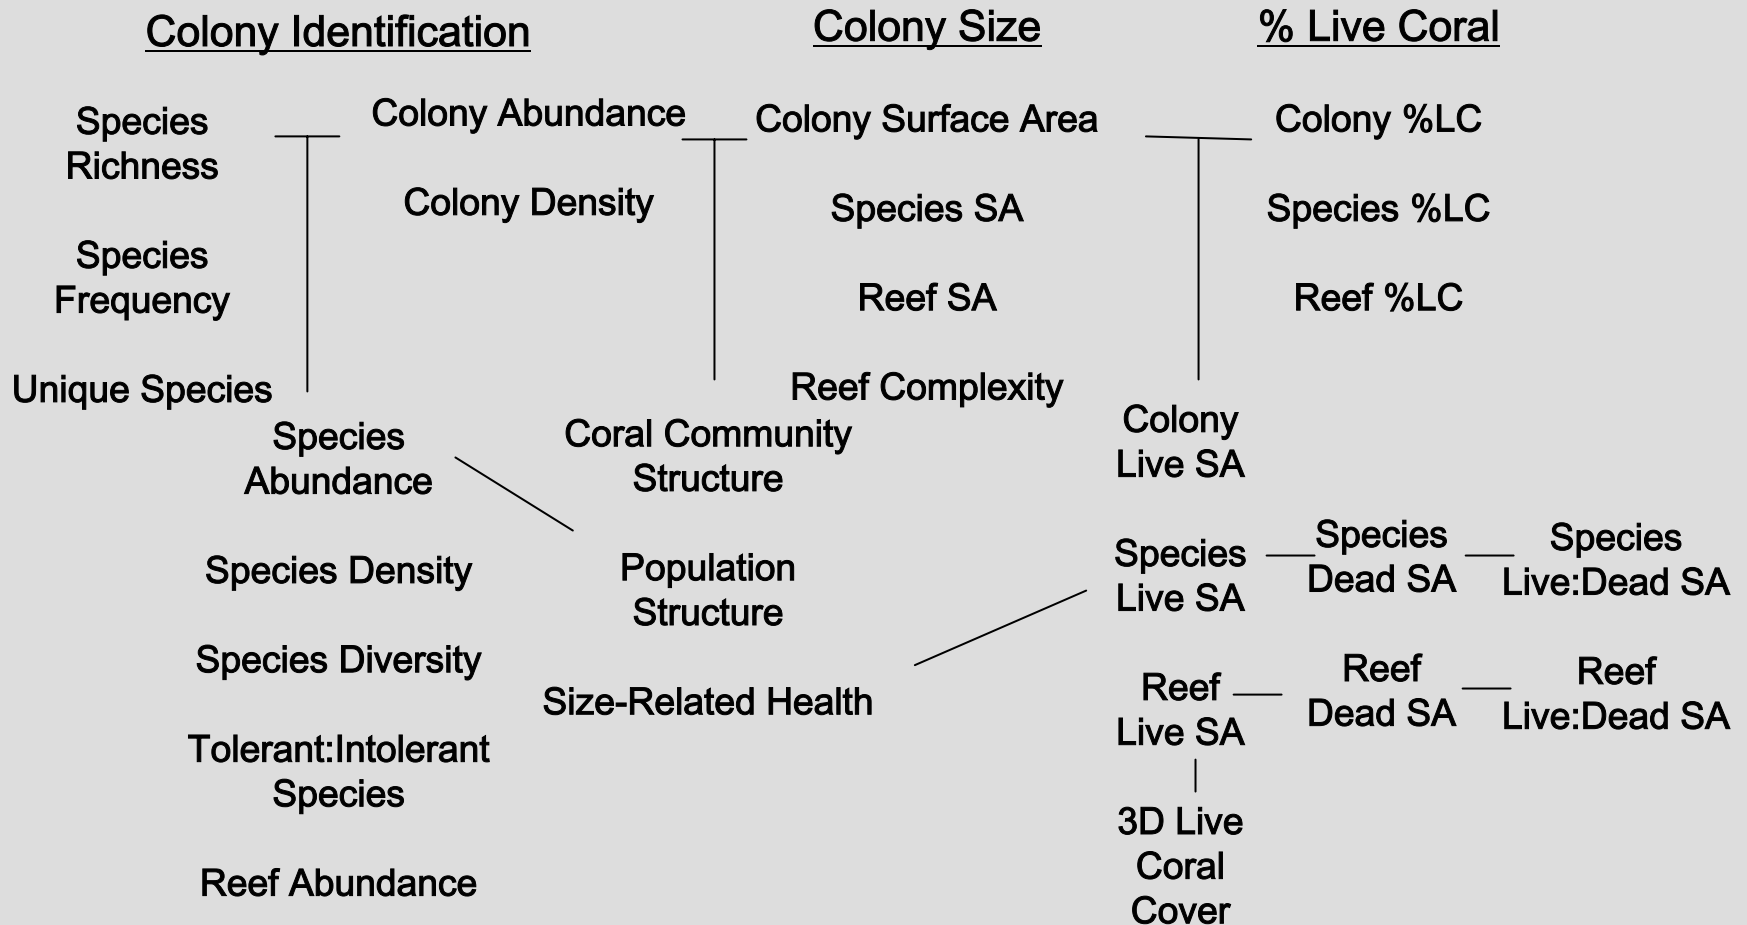 Colony Identification
Colony Size
% Live Coral
Species
Richness
Species
Frequency
Unique Species
Colony Abundance
Colony Density
Species
Abundance
Species Density
Species Diversity
Tolerant:Intolerant
Species
Reef Abundance
Colony Surface Area
Species SA
Reef SA
Reef Complexity
Coral Community
Structure
Population
Structure
Size-Related Health
Colony %LC
Species %LC
Reef %LC
Colony
Live SA
Species
Live SA
Species
Dead SA
Species
Live:Dead SA
Reef
Live SA
Reef
Dead SA
Reef
Live:Dead SA
3D Live
Coral
Cover